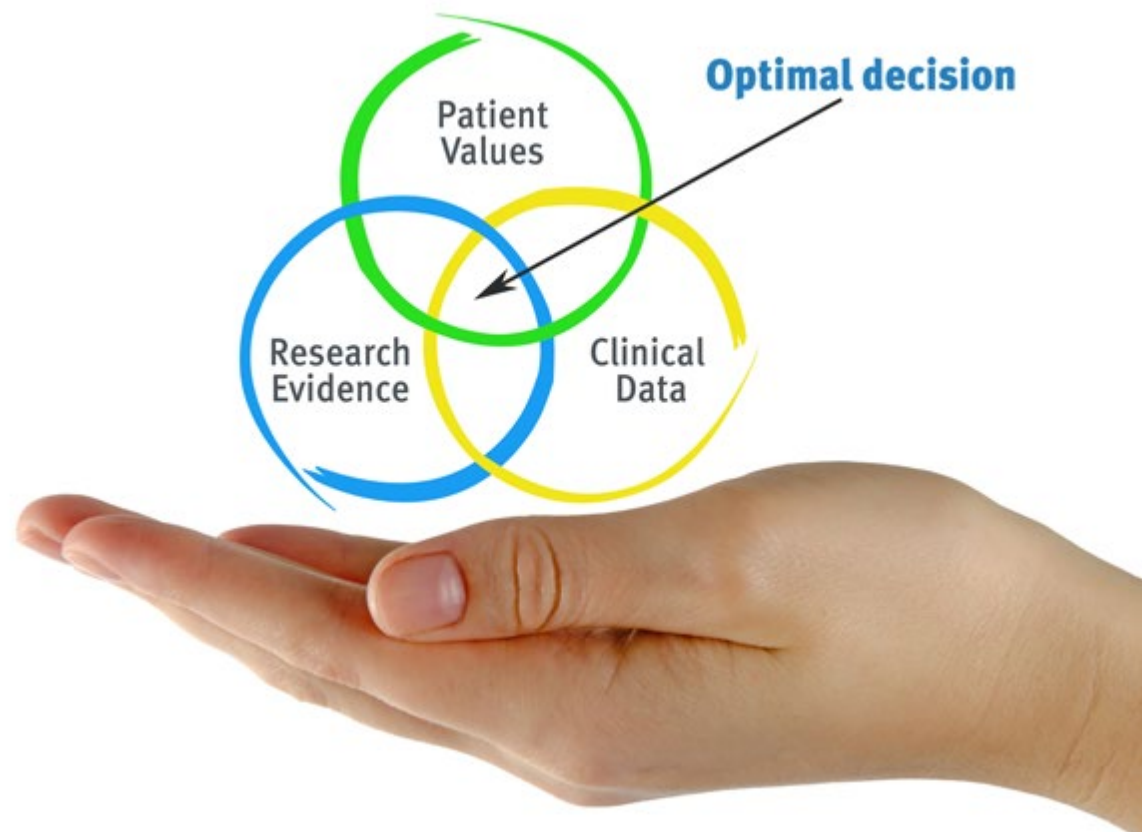 Optimal decision
Patient
Values
Research
Evidence
Clinical
Data